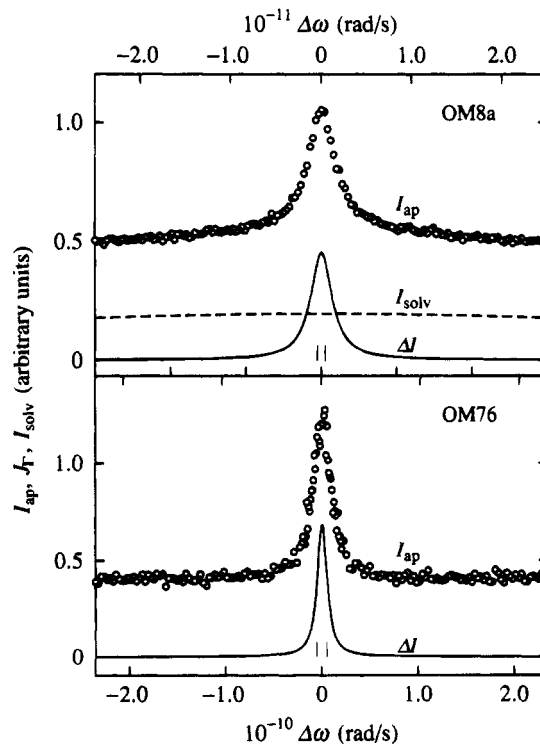 10⁻¹¹ Δω (rad/s)
-2.0 -1.0 0 1.0 2.0
OM8a
1.0
I_ap
0.5
I_solv
ΔI
0
I_ap, J_Γ, I_solv (arbitrary units)
OM76
1.0
I_ap
0.5
ΔI
0
-2.0 -1.0 0 1.0 2.0
10⁻¹⁰ Δω (rad/s)